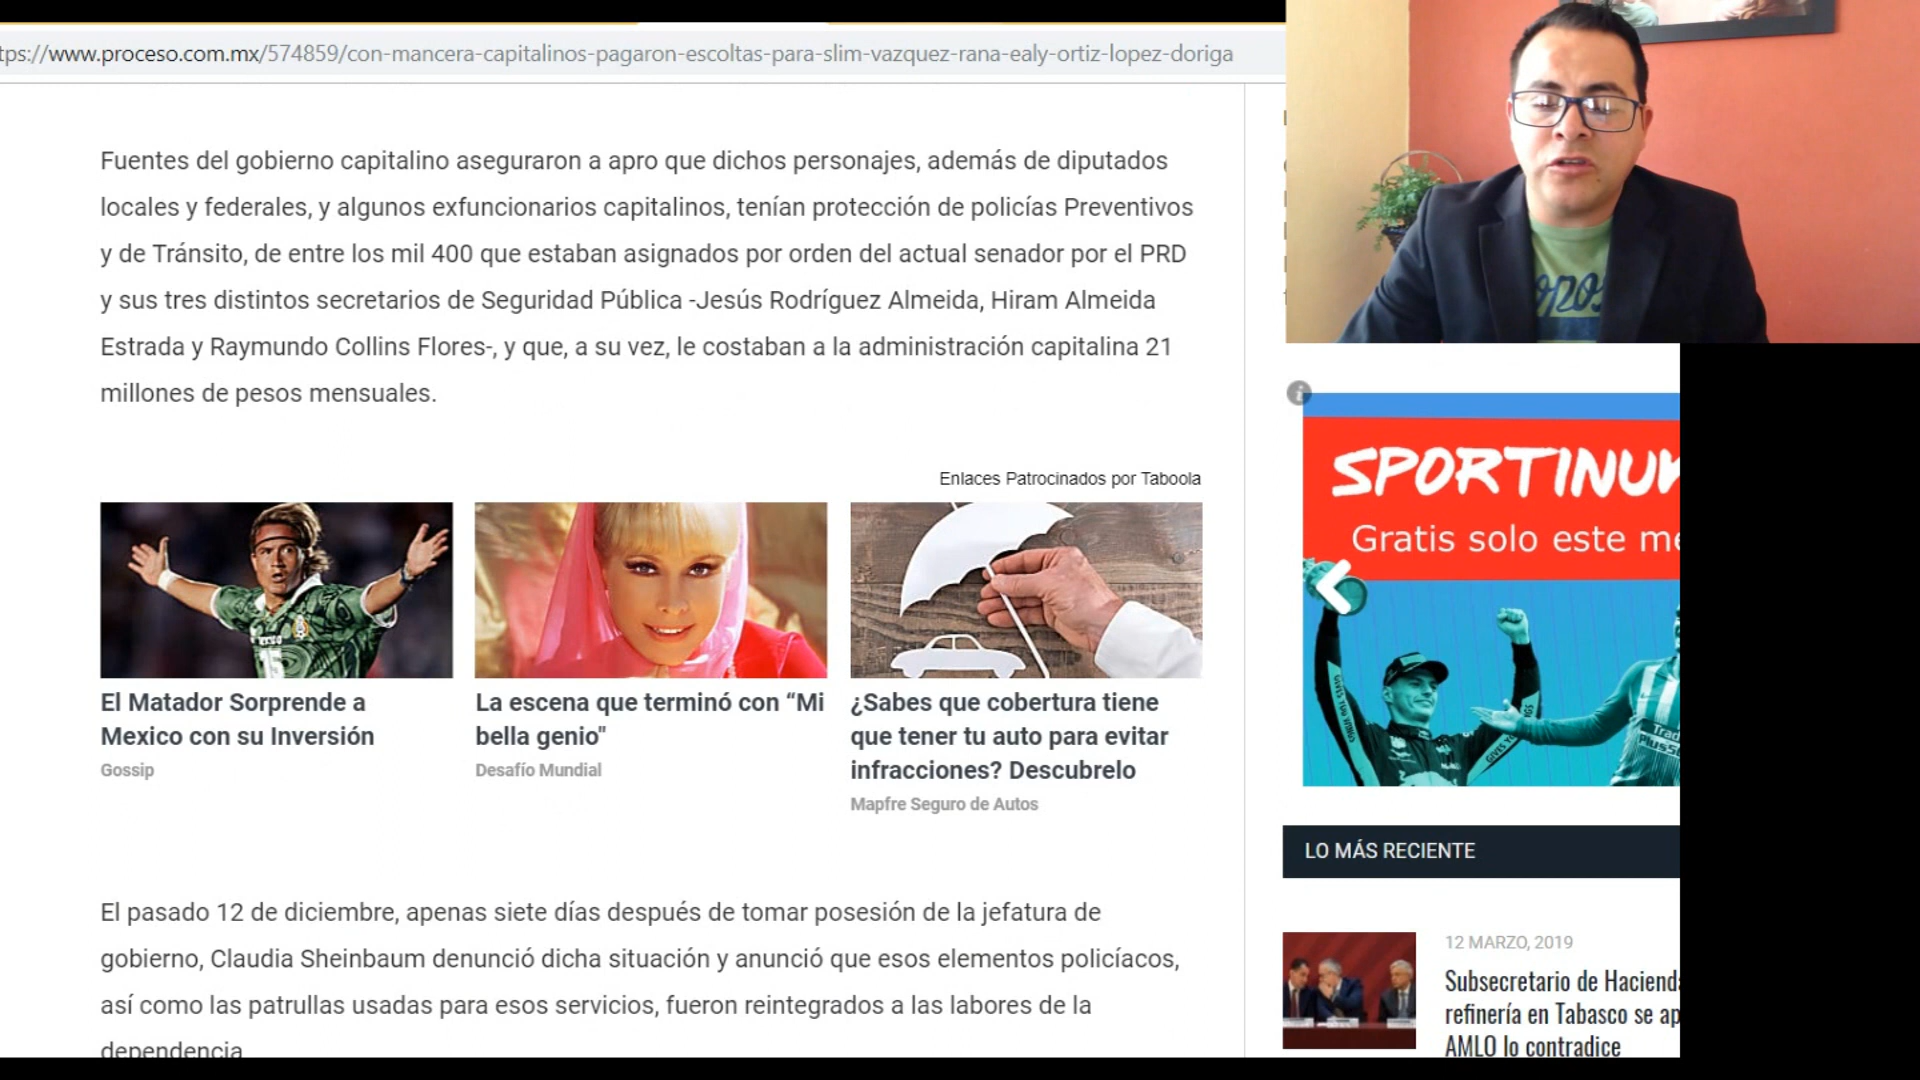 tps://www.proceso.com.mx/574859/con-mancera-capitalinos-pagaron-escoltas-para-slim-vazquez-rana-ealy-ortiz-lopez-doriga
Fuentes del gobierno capitalino aseguraron a apro que dichos personajes, además de diputados
locales y federales, y algunos exfuncionarios capitalinos, tenían protección de policías Preventivos
y de Tránsito, de entre los mil 400 que estaban asignados por orden del actual senador por el PRD
y sus tres distintos secretarios de Seguridad Pública -Jesús Rodríguez Almeida, Hiram Almeida
Estrada y Raymundo Collins Flores-, y que, a su vez, le costaban a la administración capitalina 21
millones de pesos mensuales.
Enlaces Patrocinados por Taboola
El Matador Sorprende a
Mexico con su Inversión
Gossip
La escena que terminó con “Mi
bella genio"
Desafío Mundial
¿Sabes que cobertura tiene
que tener tu auto para evitar
infracciones? Descubrelo
Mapfre Seguro de Autos
El pasado 12 de diciembre, apenas siete días después de tomar posesión de la jefatura de
gobierno, Claudia Sheinbaum denunció dicha situación y anunció que esos elementos policíacos,
así como las patrullas usadas para esos servicios, fueron reintegrados a las labores de la
dependencia
SPORTINU
Gratis solo este me
LO MÁS RECIENTE
12 MARZO, 2019
Subsecretario de Haciend
refinería en Tabasco se ap
AMLO lo contradice